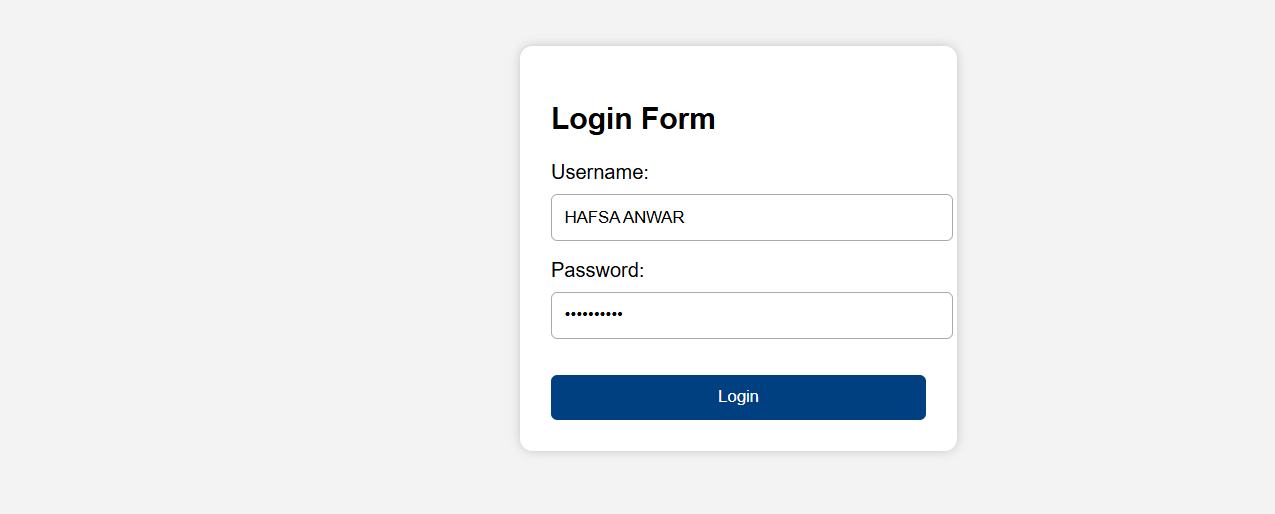 Login Form
Username:
HAFSA ANWAR
Password:
••••••••••
Login